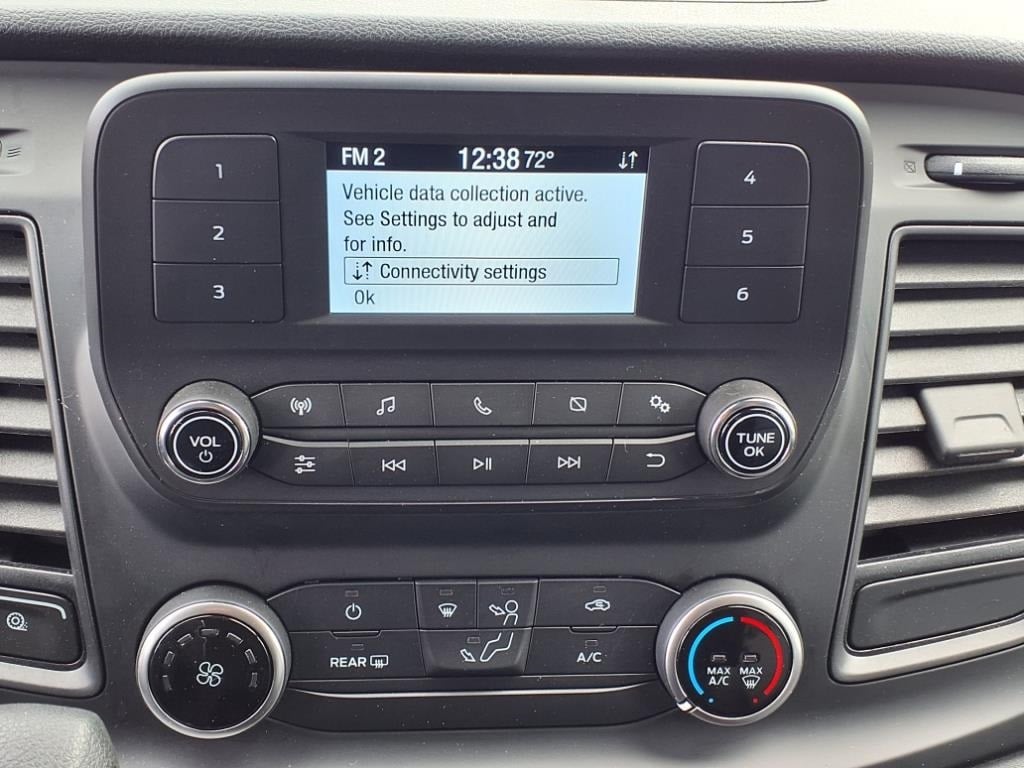 FM 2 12:38 72°
Vehicle data collection active.
See Settings to adjust and
for info.
Connectivity settings
Ok
1
2
3
4
5
6
VOL
TUNE
OK
REAR
A/C
MAX
A/C
MAX